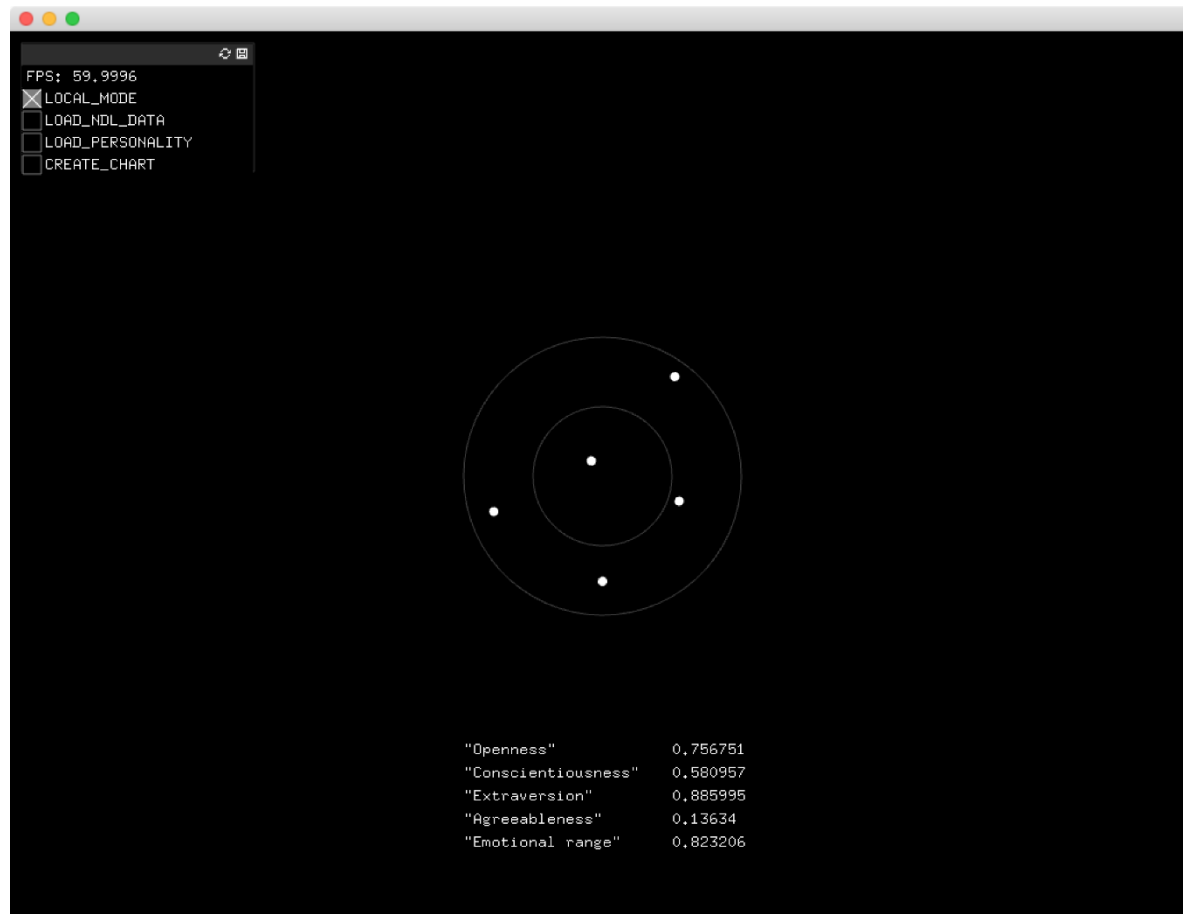 FPS: 59.9996
LOCAL_MODE
LOAD_NDL_DATA
LOAD_PERSONALITY
CREATE_CHART
"Openness" 0.756751
"Conscientiousness" 0.580957
"Extraversion" 0.885995
"Agreeableness" 0.13634
"Emotional range" 0.823206